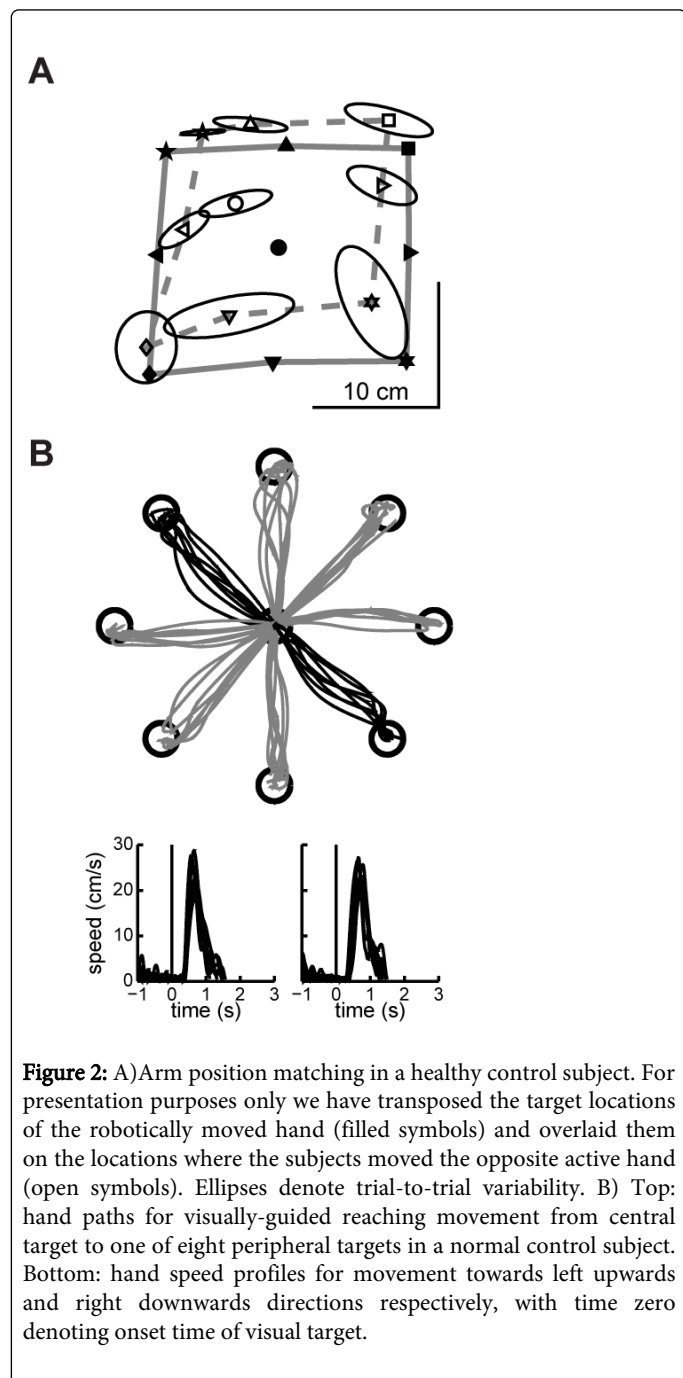 A
10 cm
B
30
20
10
0
speed (cm/s)
−1 0 1 2 3
time (s)
−1 0 1 2 3
time (s)
Figure 2: A)Arm position matching in a healthy control subject. For
presentation purposes only we have transposed the target locations
of the robotically moved hand (filled symbols) and overlaid them
on the locations where the subjects moved the opposite active hand
(open symbols). Ellipses denote trial-to-trial variability. B) Top:
hand paths for visually-guided reaching movement from central
target to one of eight peripheral targets in a normal control subject.
Bottom: hand speed profiles for movement towards left upwards
and right downwards directions respectively, with time zero
denoting onset time of visual target.